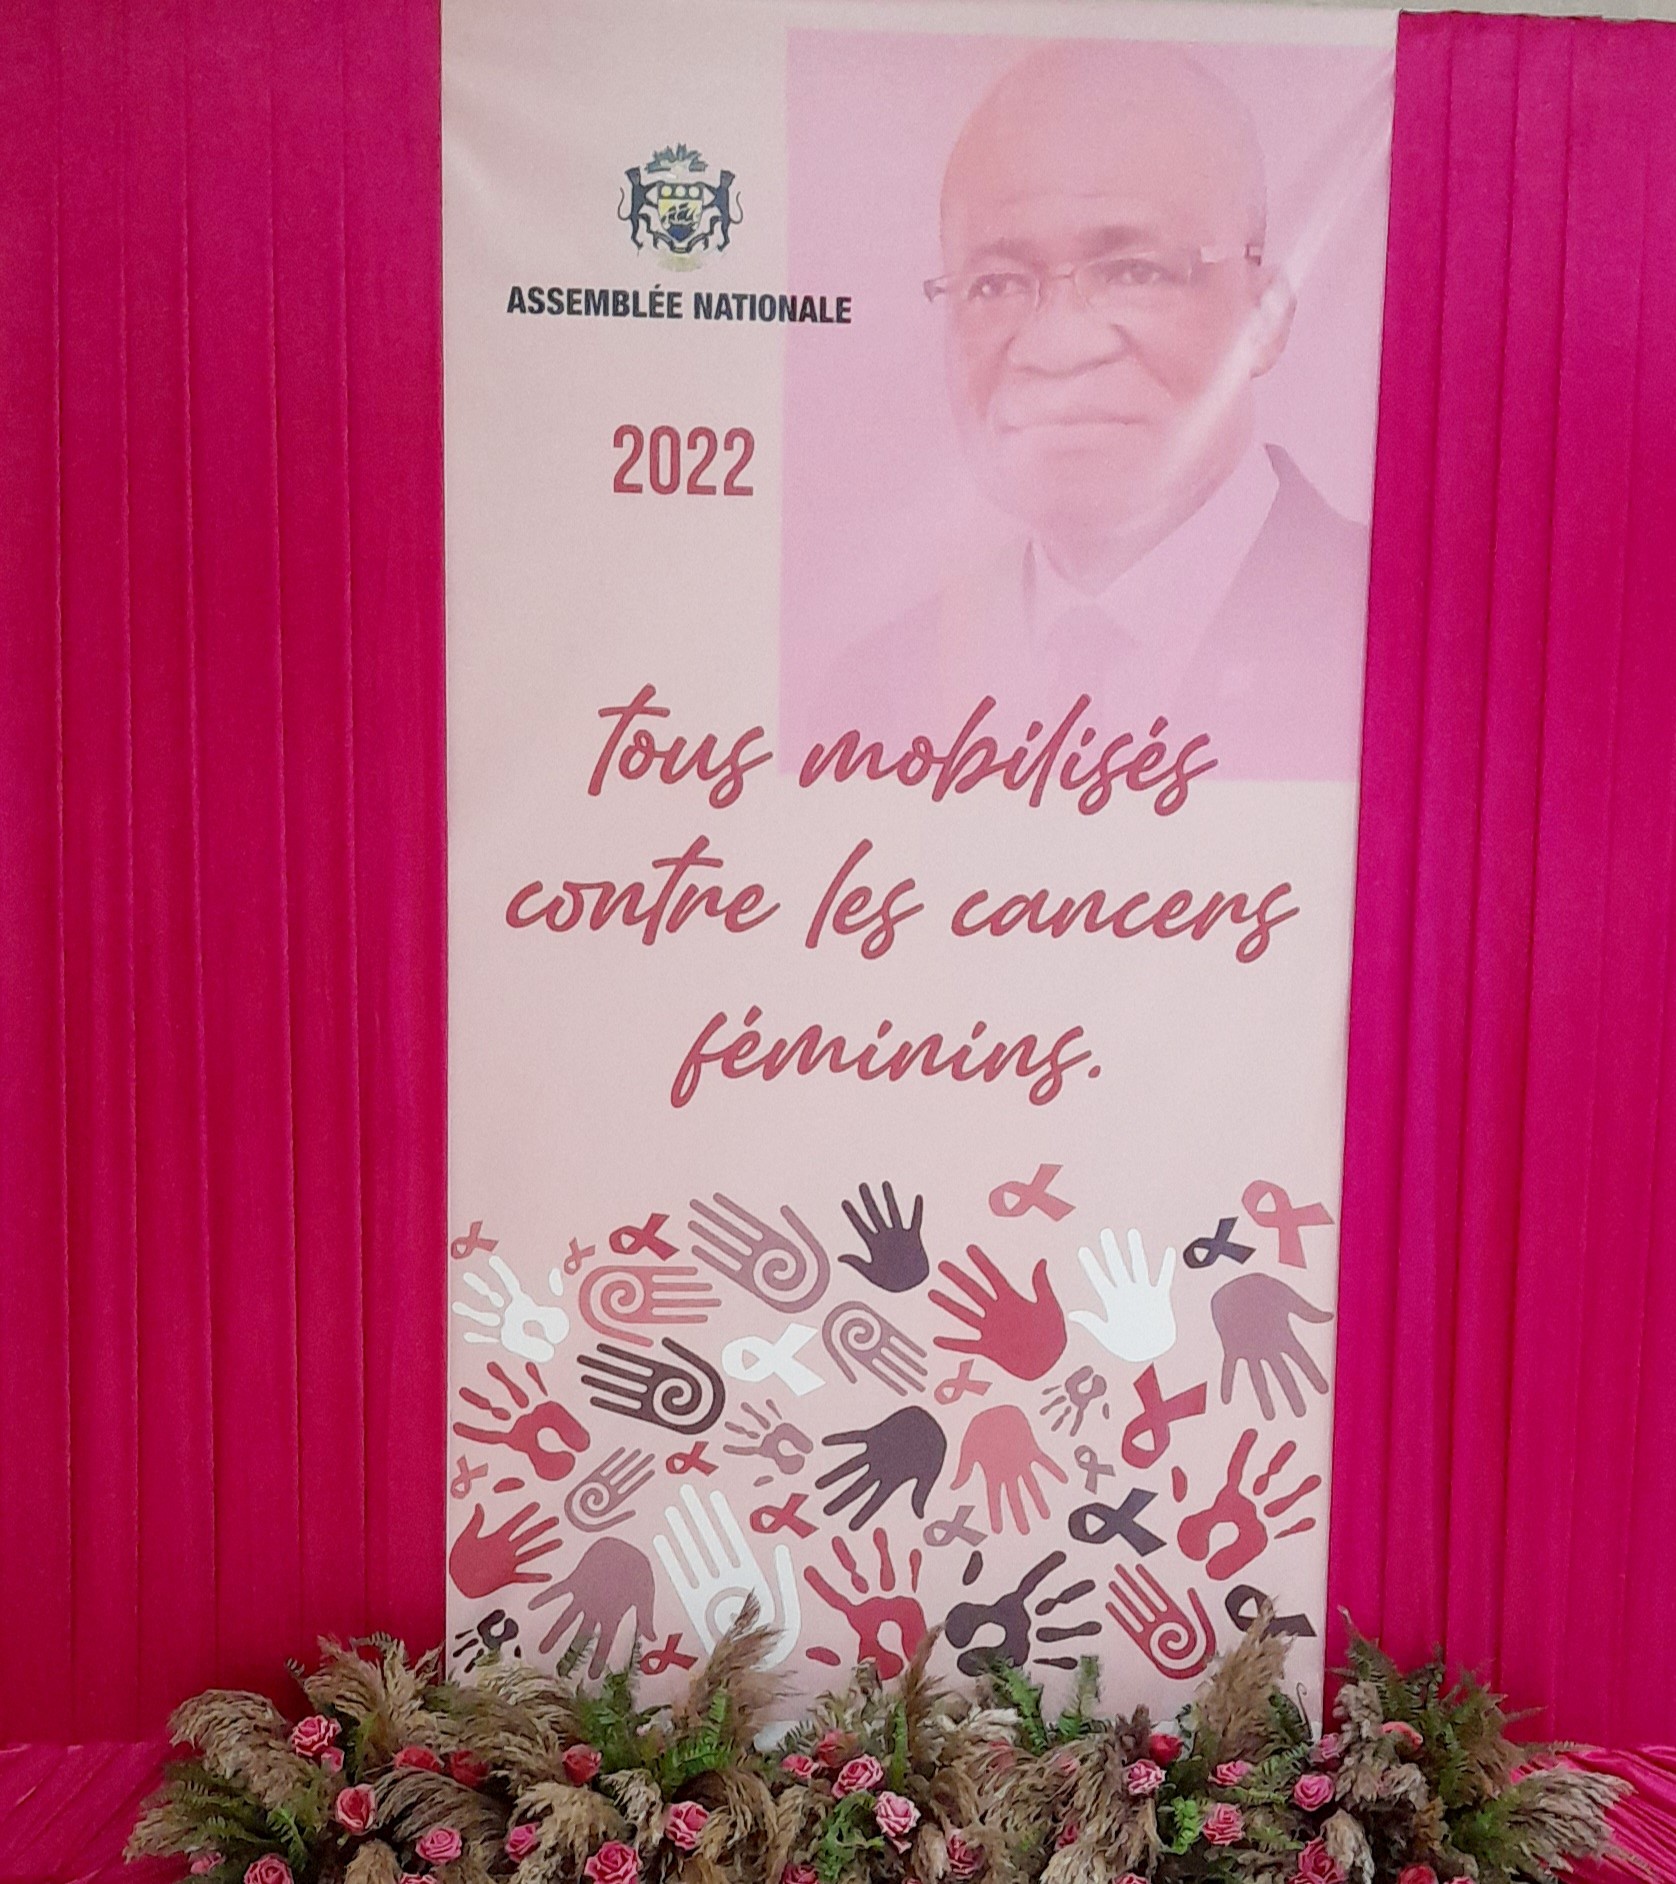 ASSEMBLÉE NATIONALE
2022
tous mobilisés
contre les cancers
féminins.